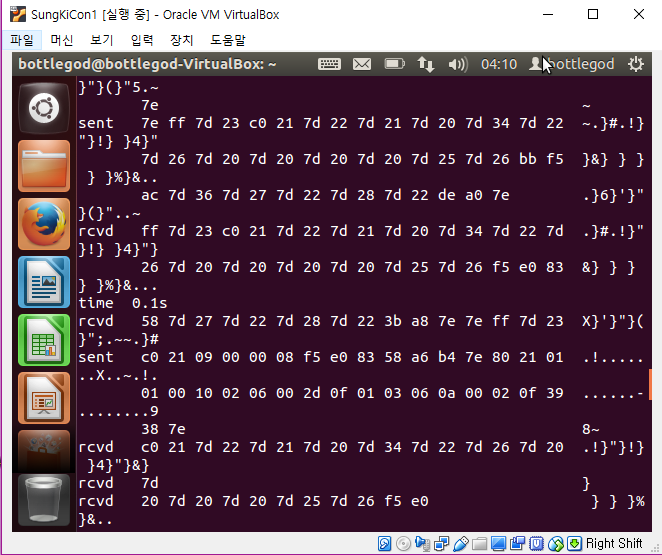 SungKiCon1 [실행 중] - Oracle VM VirtualBox
파일 머신 보기 입력 장치 도움말
bottlegod@bottlegod-VirtualBox: ~ 04:10 bottlegod
}"}(}"5.~
7e ~
sent 7e ff 7d 23 c0 21 7d 22 7d 21 7d 20 7d 34 7d 22 ~.}#.!}
"}!} }4}"
7d 26 7d 20 7d 20 7d 20 7d 20 7d 25 7d 26 bb f5 }&} } }
} }%}&..
ac 7d 36 7d 27 7d 22 7d 28 7d 22 de a0 7e .}6}'}"
}(}"..~
rcvd ff 7d 23 c0 21 7d 22 7d 21 7d 20 7d 34 7d 22 7d .}#.!}"
}!} }4}"}
26 7d 20 7d 20 7d 20 7d 20 7d 25 7d 26 f5 e0 83 &} } }
} }%}&...
time 0.1s
rcvd 58 7d 27 7d 22 7d 28 7d 22 3b a8 7e 7e ff 7d 23 X}'}"}(
}";.~~.}#
sent c0 21 09 00 00 08 f5 e0 83 58 a6 b4 7e 80 21 01 .!.....
..X..~.!.
01 00 10 02 06 00 2d 0f 01 03 06 0a 00 02 0f 39 ......-
........9
38 7e 8~
rcvd c0 21 7d 22 7d 21 7d 20 7d 34 7d 22 7d 26 7d 20 .!}"}!}
}4}"}&}
rcvd 7d }
rcvd 20 7d 20 7d 20 7d 25 7d 26 f5 e0 } } }%
}&..
Right Shift